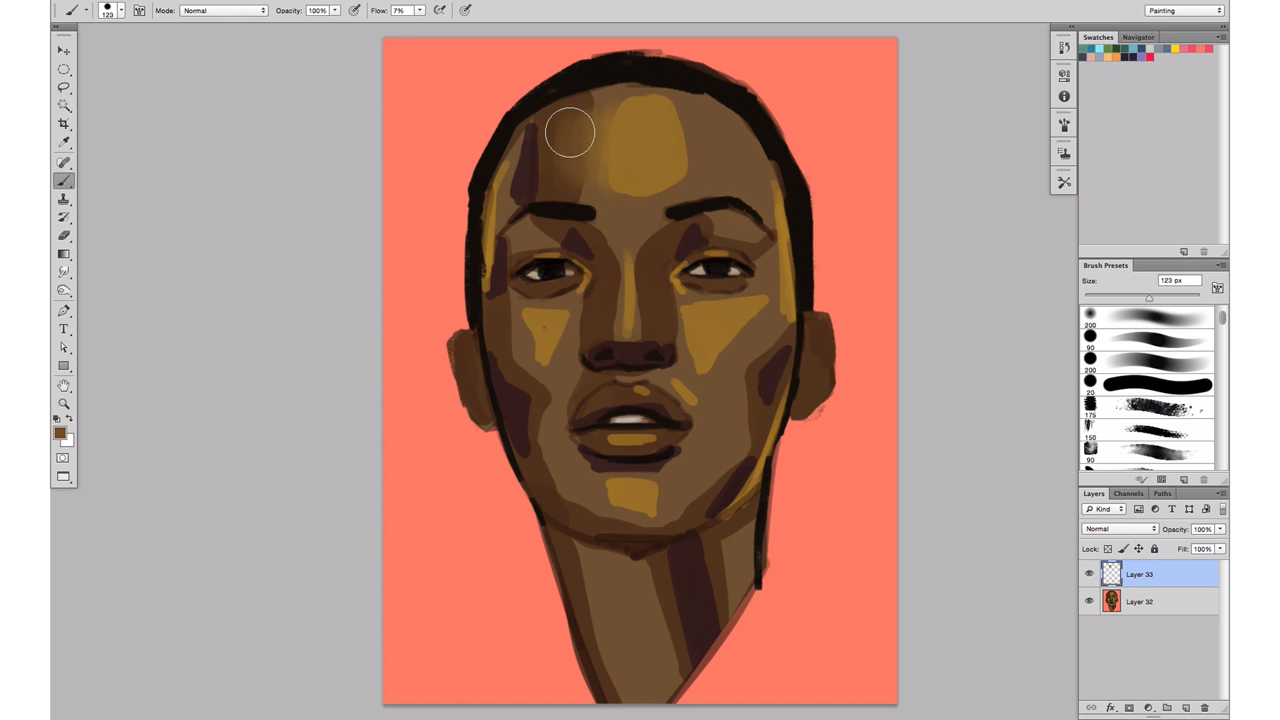 123
Mode:
Normal
Opacity:
100%
Flow:
7%
Painting
Swatches
Navigator
Brush Presets
Size:
123 px
200
90
200
20
175
150
90
Layers
Channels
Paths
Kind
Normal
Opacity:
100%
Lock:
Fill:
100%
Layer 33
Layer 32